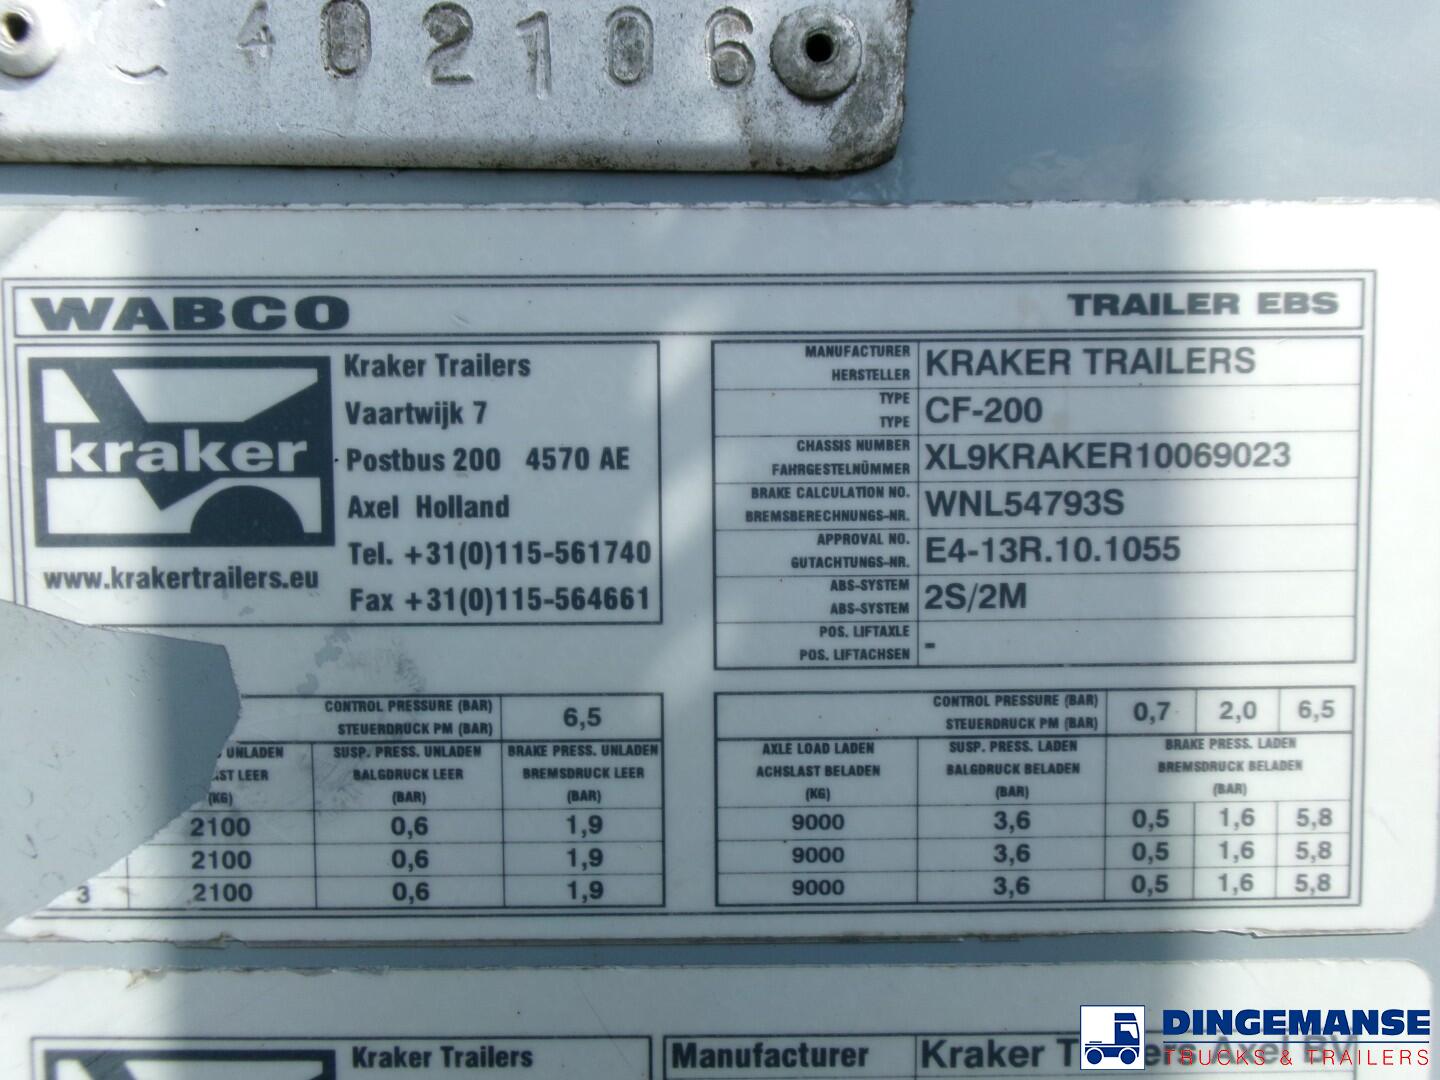 402106
WABCO
TRAILER EBS
kraker
www.krakertrailers.eu
Kraker Trailers
Vaartwijk 7
Postbus 200 4570 AE
Axel Holland
Tel. +31(0)115-561740
Fax +31(0)115-564661
MANUFACTURER
HERSTELLER
KRAKER TRAILERS
TYPE
TYPE
CF-200
CHASSIS NUMBER
FAHRGESTELNÜMMER
XL9KRAKER10069023
BRAKE CALCULATION NO.
BREMSBERECHNUNGS-NR.
WNL54793S
APPROVAL NO.
GUTACHTUNGS-NR.
E4-13R.10.1055
ABS-SYSTEM
ABS-SYSTEM
2S/2M
POS. LIFTAXLE
POS. LIFTACHSEN
-
CONTROL PRESSURE (BAR)
STEUERDRUCK PM (BAR)
6,5
UNLADEN SUSP. PRESS. UNLADEN BRAKE PRESS. UNLADEN
LEER BALGDRUCK LEER BREMSDRUCK LEER
(KG) (BAR) (BAR)
2100 0,6 1,9
2100 0,6 1,9
3 2100 0,6 1,9
CONTROL PRESSURE (BAR)
STEUERDRUCK PM (BAR)
0,7 2,0 6,5
AXLE LOAD LADEN SUSP. PRESS. LADEN BRAKE PRESS. LADEN
ACHSLAST BELADEN BALGDRUCK BELADEN BREMSDRUCK BELADEN
(KG) (BAR) (BAR)
9000 3,6 0,5 1,6 5,8
9000 3,6 0,5 1,6 5,8
9000 3,6 0,5 1,6 5,8
Kraker Trailers
Manufacturer Kraker Trailers Axel BV
DINGEMANSE
TRUCKS & TRAILERS